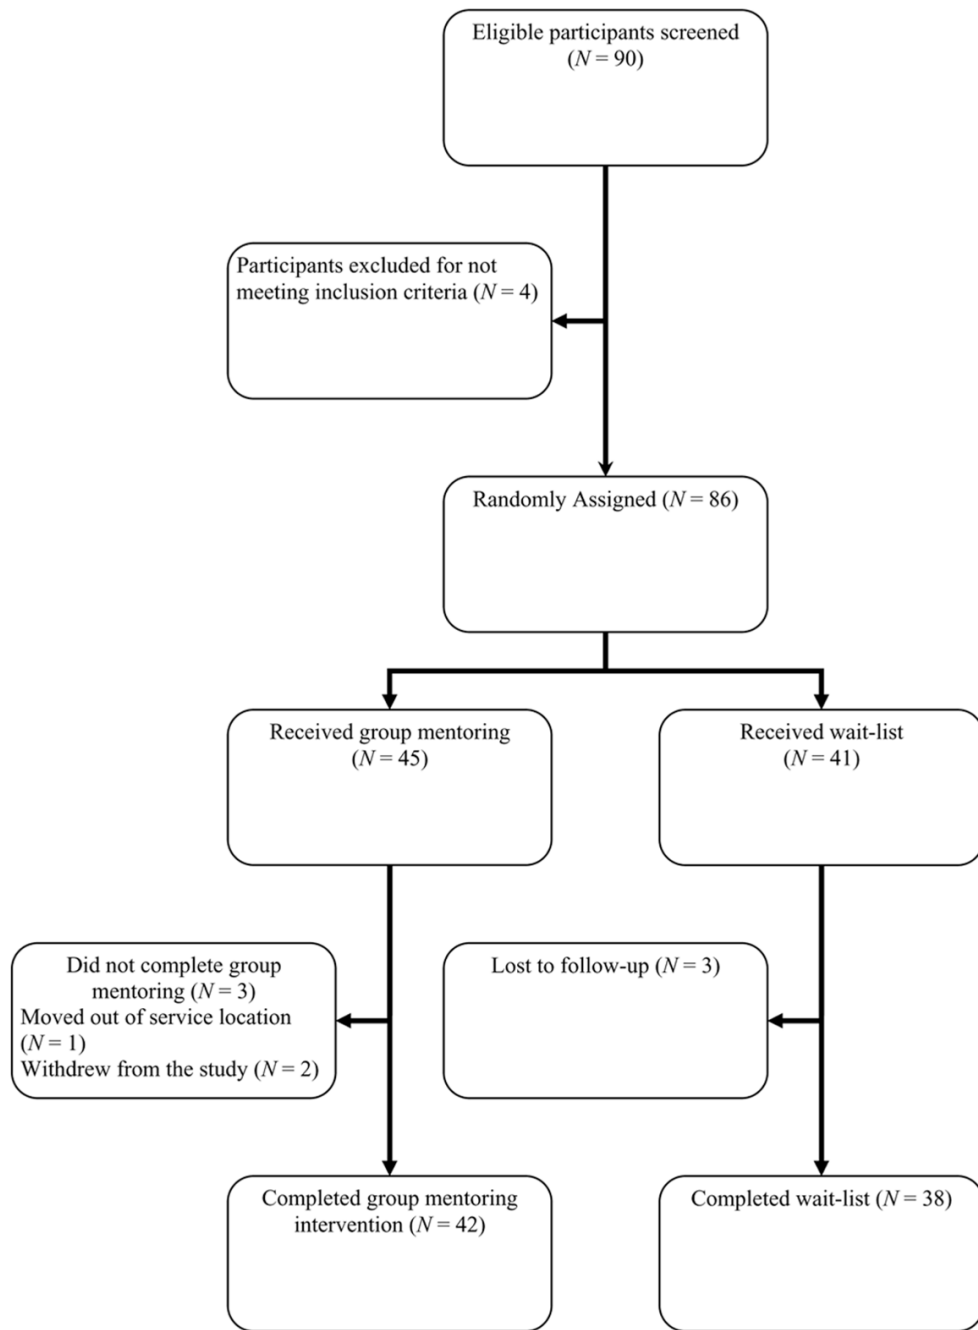 Eligible participants screened
(N = 90)
Participants excluded for not
meeting inclusion criteria (N = 4)
Randomly Assigned (N = 86)
Received group mentoring
(N = 45)
Received wait-list
(N = 41)
Did not complete group
mentoring (N = 3)
Moved out of service location
(N = 1)
Withdrew from the study (N = 2)
Lost to follow-up (N = 3)
Completed group mentoring
intervention (N = 42)
Completed wait-list (N = 38)